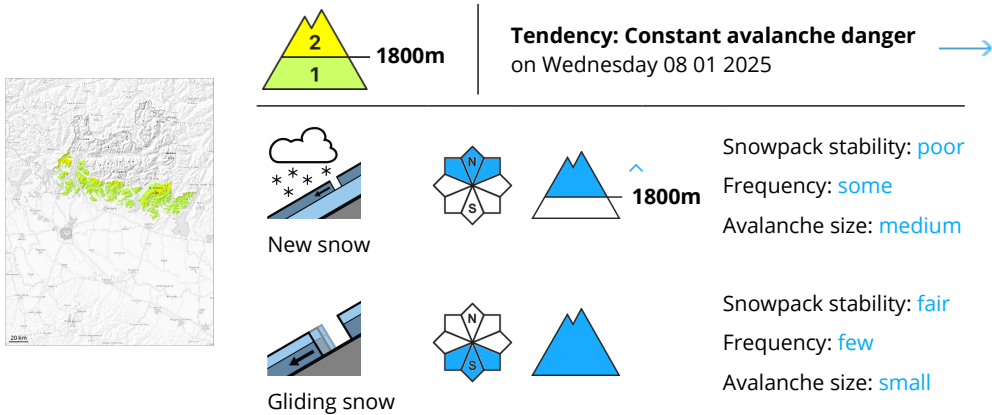 2
1800m
1
Tendency: Constant avalanche danger
on Wednesday 08 01 2025
20 km
N
S
1800m
New snow
Snowpack stability: poor
Frequency: some
Avalanche size: medium
N
S
Gliding snow
Snowpack stability: fair
Frequency: few
Avalanche size: small